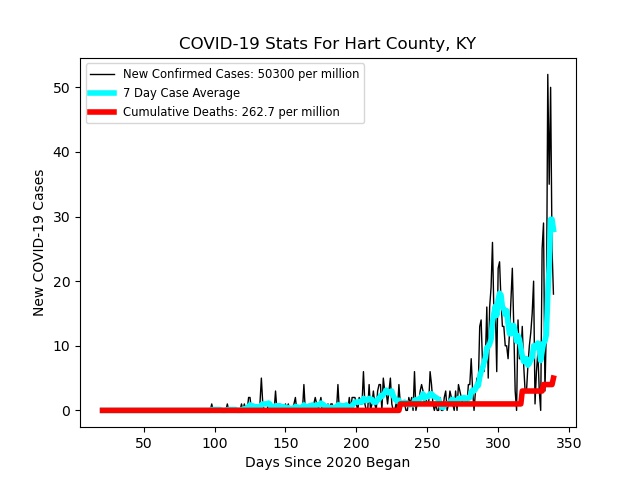 COVID-19 Stats For Hart County, KY
New Confirmed Cases: 50300 per million
7 Day Case Average
Cumulative Deaths: 262.7 per million
New COVID-19 Cases
50
40
30
20
10
0
50 100 150 200 250 300 350
Days Since 2020 Began